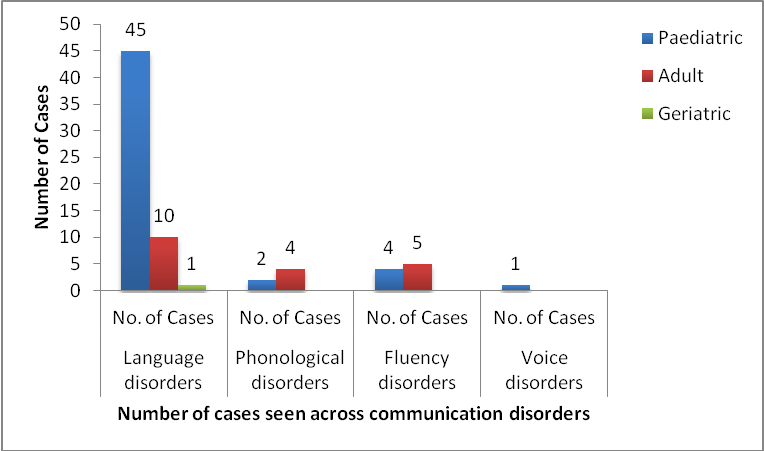 50
45
40
35
30
25
20
15
10
5
0
Number of Cases
45
10
1
2
4
4
5
1
Paediatric
Adult
Geriatric
No. of Cases
No. of Cases
No. of Cases
No. of Cases
Language
disorders
Phonological
disorders
Fluency
disorders
Voice
disorders
Number of cases seen across communication disorders